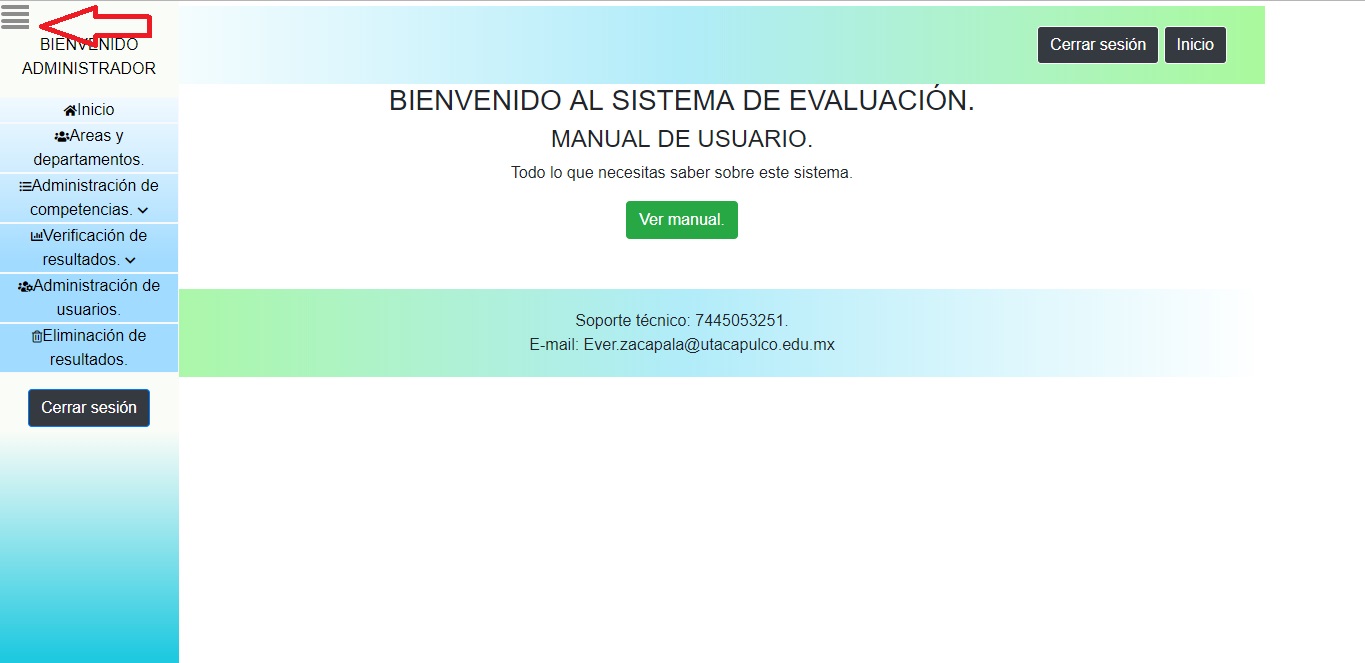 BIENVENIDO
ADMINISTRADOR
Inicio
Areas y
departamentos.
Administración de
competencias.
Verificación de
resultados.
Administración de
usuarios.
Eliminación de
resultados.
Cerrar sesión
Cerrar sesión
Inicio
BIENVENIDO AL SISTEMA DE EVALUACIÓN.
MANUAL DE USUARIO.
Todo lo que necesitas saber sobre este sistema.
Ver manual.
Soporte técnico: 7445053251.
E-mail: Ever.zacapala@utacapulco.edu.mx